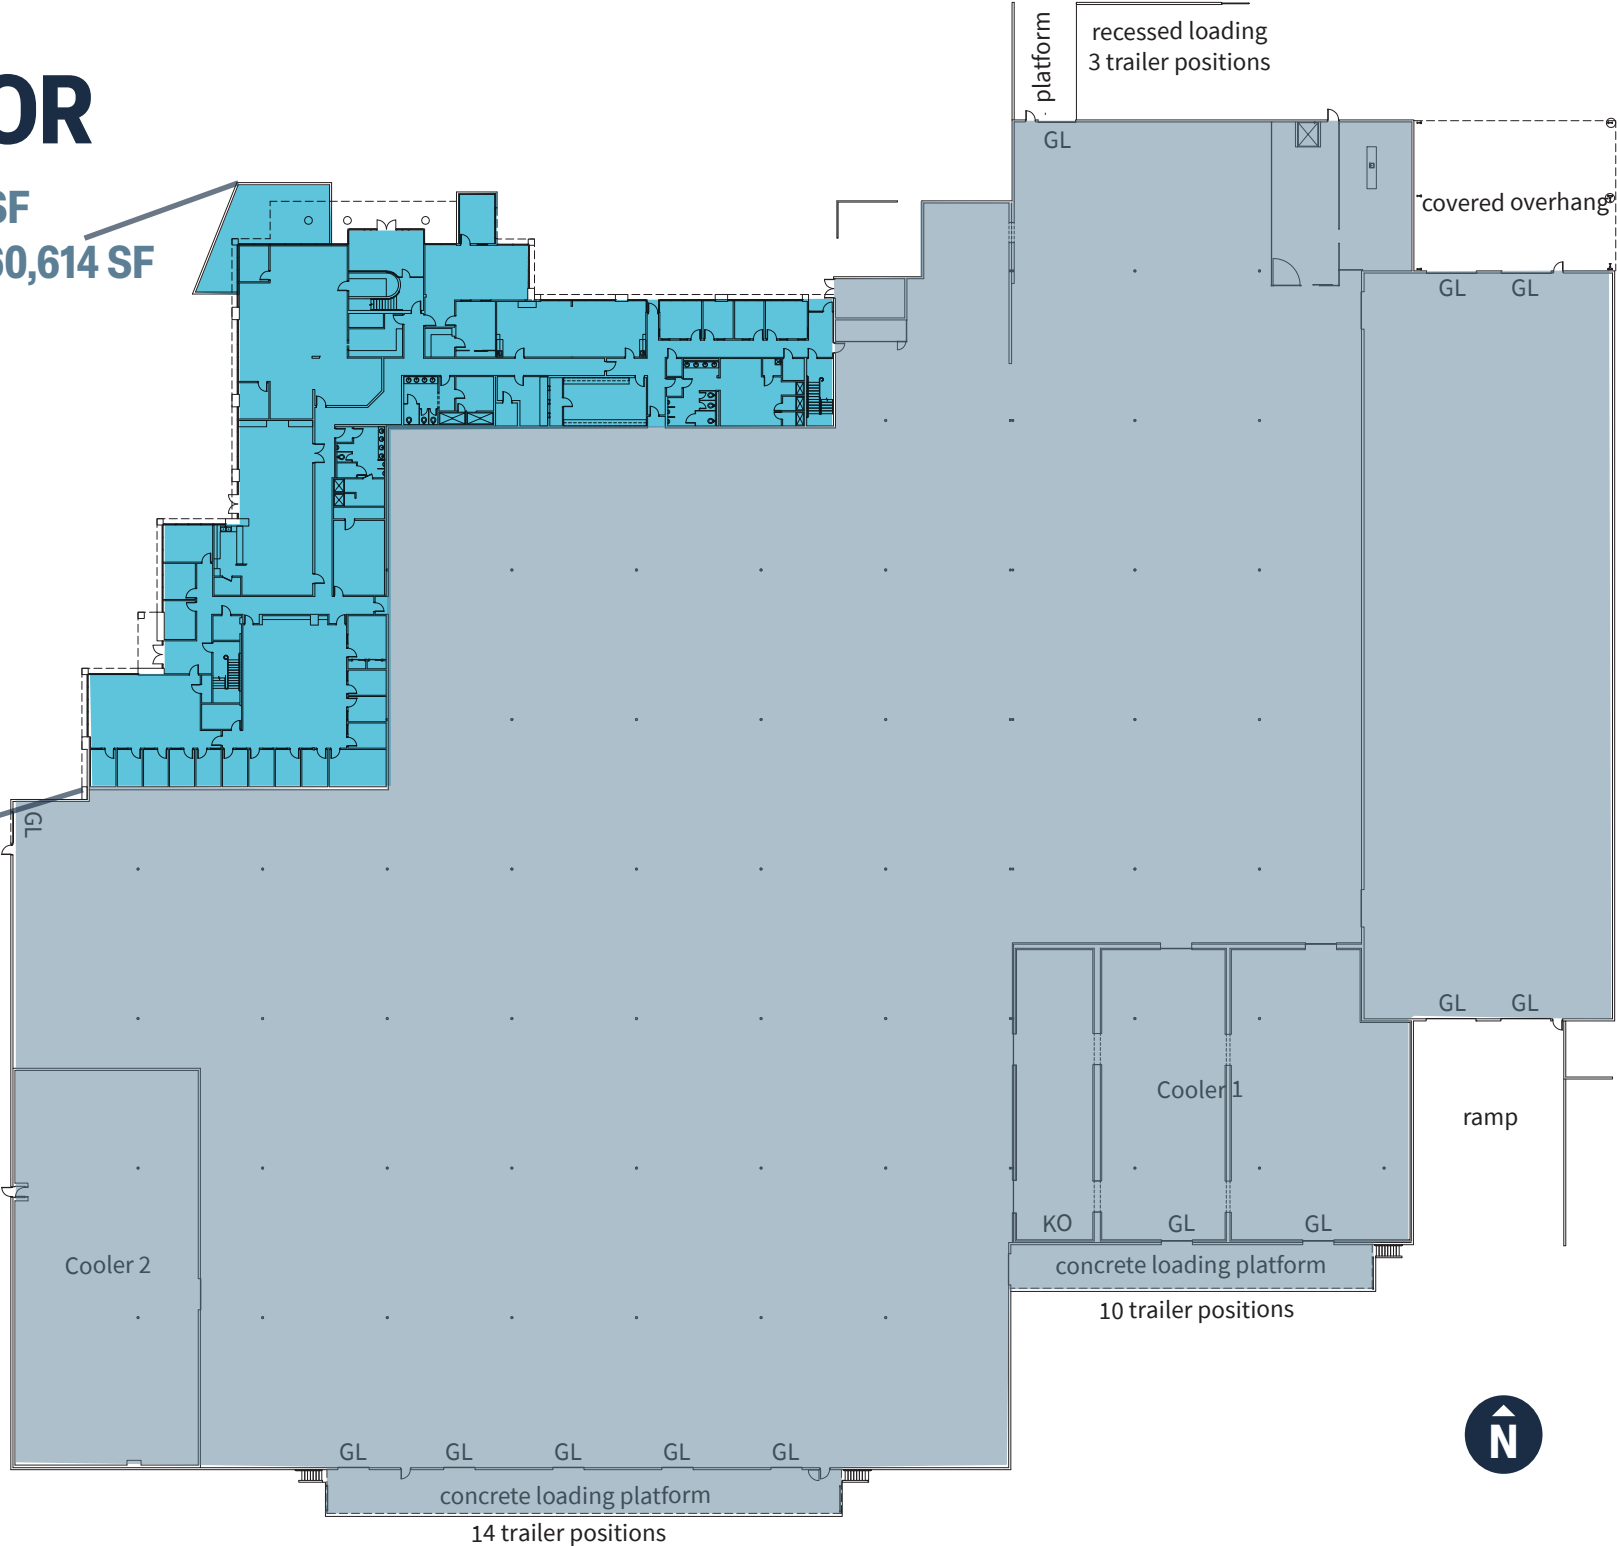 OR
SF
60,614 SF
platform
recessed loading
3 trailer positions
GL
covered overhang
GL GL
GL
GL GL
Cooler 1
ramp
KO GL GL
Cooler 2
concrete loading platform
10 trailer positions
N
GL GL GL GL GL
concrete loading platform
14 trailer positions